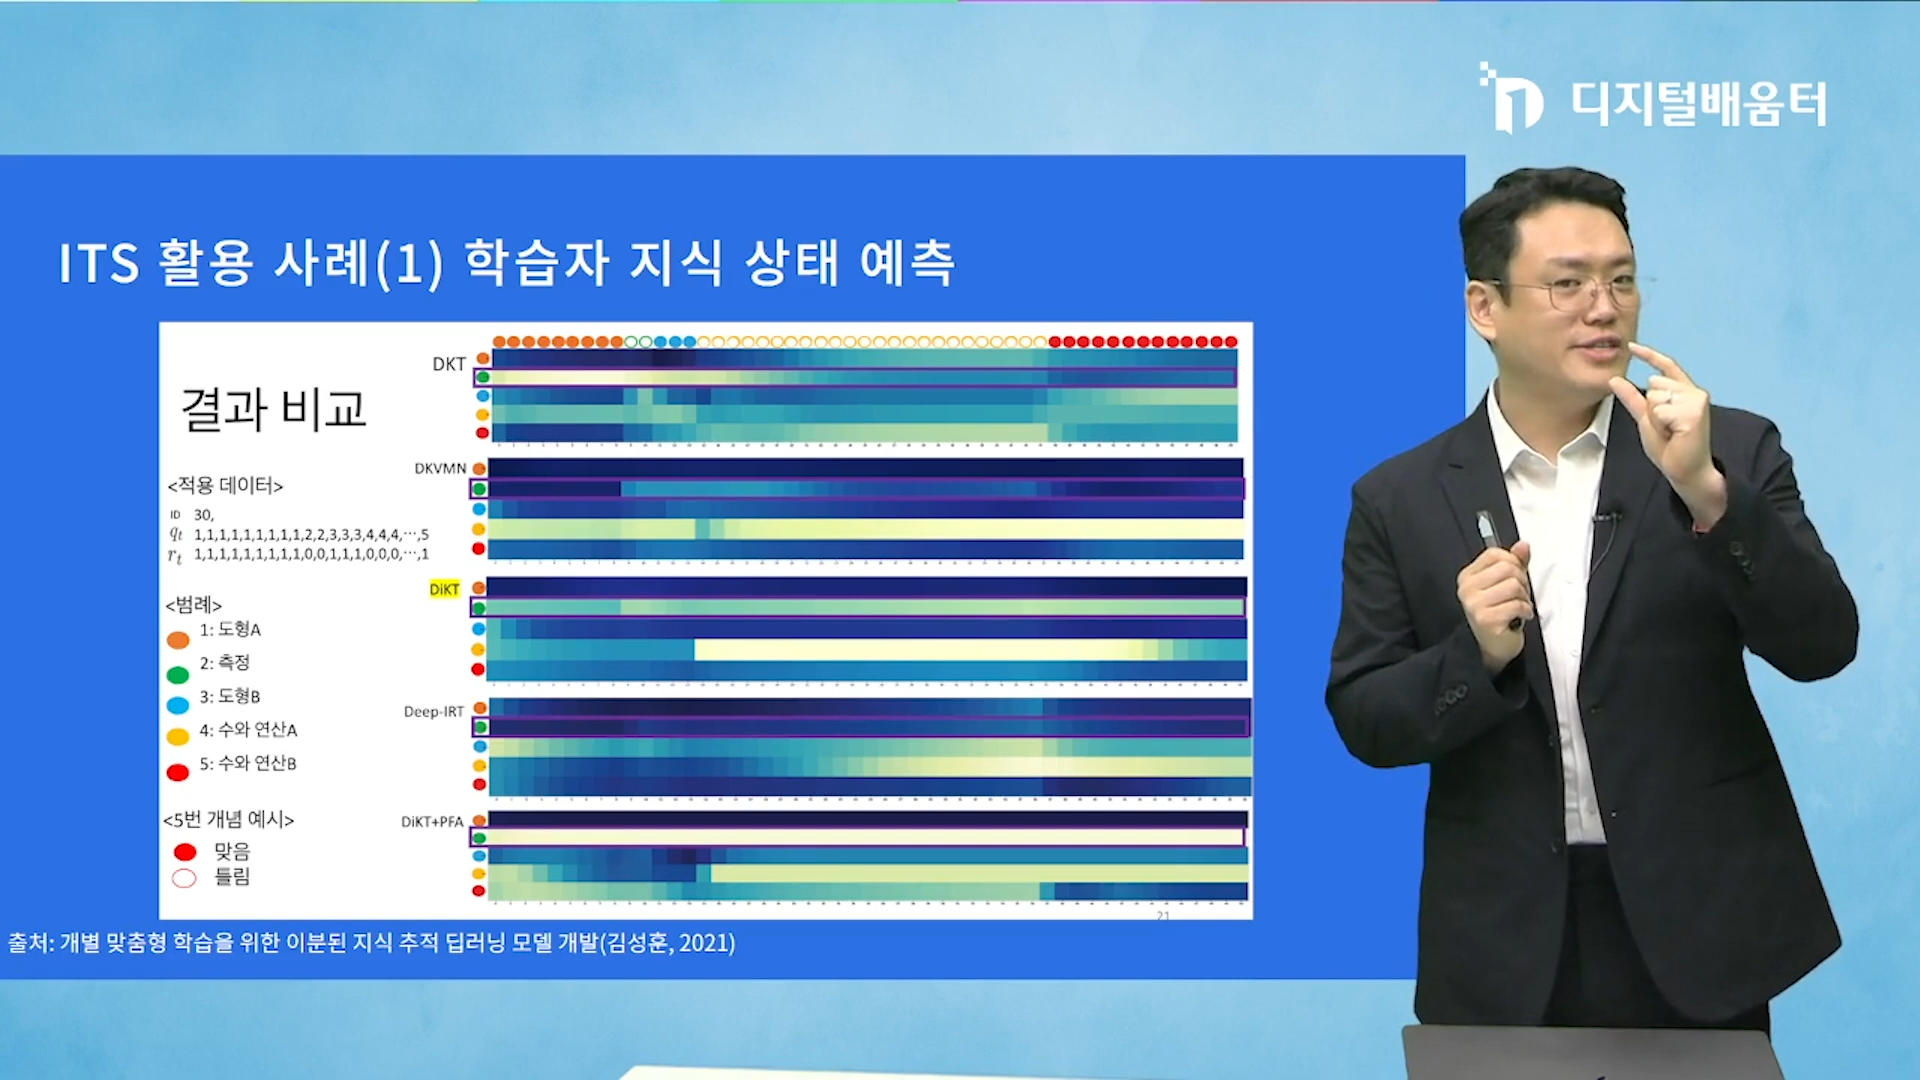 디지털배움터
ITS 활용 사례(1) 학습자 지식 상태 예측
결과 비교
<적용 데이터>
ID 30,
qt 1,1,1,1,1,1,1,1,1,2,2,3,3,3,4,4,4,…,5
rt 1,1,1,1,1,1,1,1,1,0,0,1,1,1,0,0,0,…,1
<범례>
1: 도형A
2: 측정
3: 도형B
4: 수와 연산A
5: 수와 연산B
<5번 개념 예시>
맞음
틀림
DKT
DKVMN
DiKT
Deep-IRT
DiKT+PFA
21
출처: 개별 맞춤형 학습을 위한 이분된 지식 추적 딥러닝 모델 개발(김성훈, 2021)